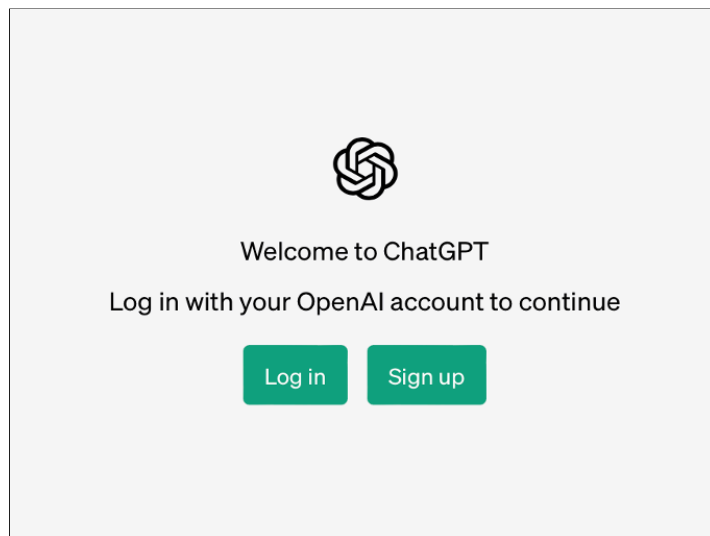 Welcome to ChatGPT
Log in with your OpenAI account to continue
Log in Sign up